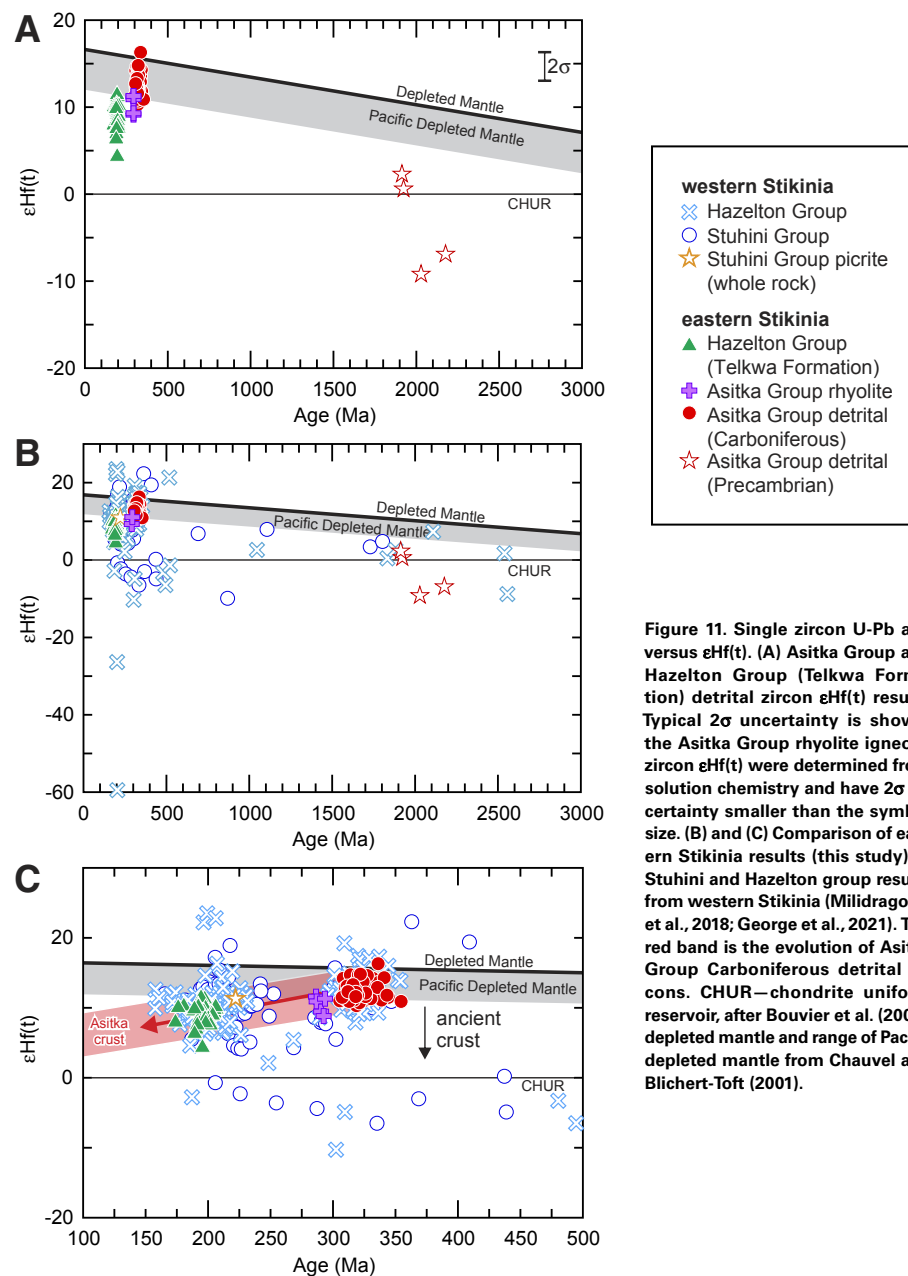 A
20
10
0
-10
-20
εHf(t)
2σ
Depleted Mantle
Pacific Depleted Mantle
CHUR
0 500 1000 1500 2000 2500 3000
Age (Ma)
B
20
0
-20
-40
-60
εHf(t)
Depleted Mantle
Pacific Depleted Mantle
CHUR
0 500 1000 1500 2000 2500 3000
Age (Ma)
C
20
0
-20
εHf(t)
Depleted Mantle
Pacific Depleted Mantle
Asitka
crust
ancient
crust
CHUR
100 150 200 250 300 350 400 450 500
Age (Ma)
western Stikinia
Hazelton Group
Stuhini Group
Stuhini Group picrite
(whole rock)
eastern Stikinia
Hazelton Group
(Telkwa Formation)
Asitka Group rhyolite
Asitka Group detrital
(Carboniferous)
Asitka Group detrital
(Precambrian)
Figure 11. Single zircon U-Pb a
versus εHf(t). (A) Asitka Group a
Hazelton Group (Telkwa Form
tion) detrital zircon εHf(t) resu
Typical 2σ uncertainty is show
the Asitka Group rhyolite igneo
zircon εHf(t) were determined fro
solution chemistry and have 2σ
certainty smaller than the symb
size. (B) and (C) Comparison of ea
ern Stikinia results (this study)
Stuhini and Hazelton group resu
from western Stikinia (Milidrago
et al., 2018; George et al., 2021). T
red band is the evolution of Asit
Group Carboniferous detrital
cons. CHUR—chondrite unifor
reservoir, after Bouvier et al. (200
depleted mantle and range of Pac
depleted mantle from Chauvel a
Blichert-Toft (2001).